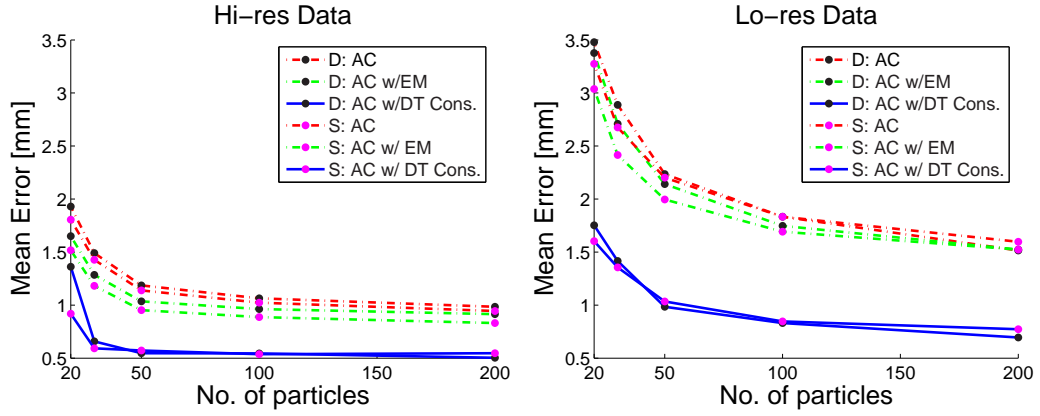 Hi-res Data
Mean Error [mm]
3.5
3
2.5
2
1.5
1
0.5
D: AC
D: AC w/EM
D: AC w/DT Cons.
S: AC
S: AC w/ EM
S: AC w/ DT Cons.
20 50 100 150 200
No. of particles
Lo-res Data
Mean Error [mm]
3.5
3
2.5
2
1.5
1
0.5
D: AC
D: AC w/EM
D: AC w/DT Cons.
S: AC
S: AC w/ EM
S: AC w/ DT Cons.
20 50 100 150 200
No. of particles